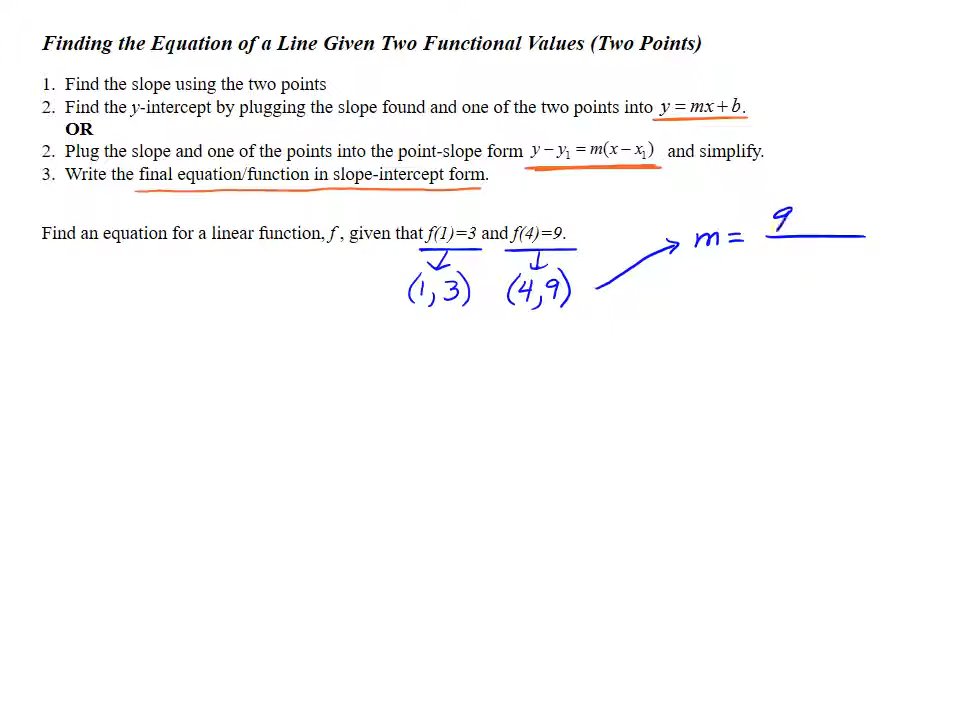 Finding the Equation of a Line Given Two Functional Values (Two Points)
1. Find the slope using the two points
2. Find the y-intercept by plugging the slope found and one of the two points into y = mx + b.
OR
2. Plug the slope and one of the points into the point-slope form y − y₁ = m(x − x₁) and simplify.
3. Write the final equation/function in slope-intercept form.
Find an equation for a linear function, f, given that f(1)=3 and f(4)=9.
m = 9
(1, 3) (4, 9)